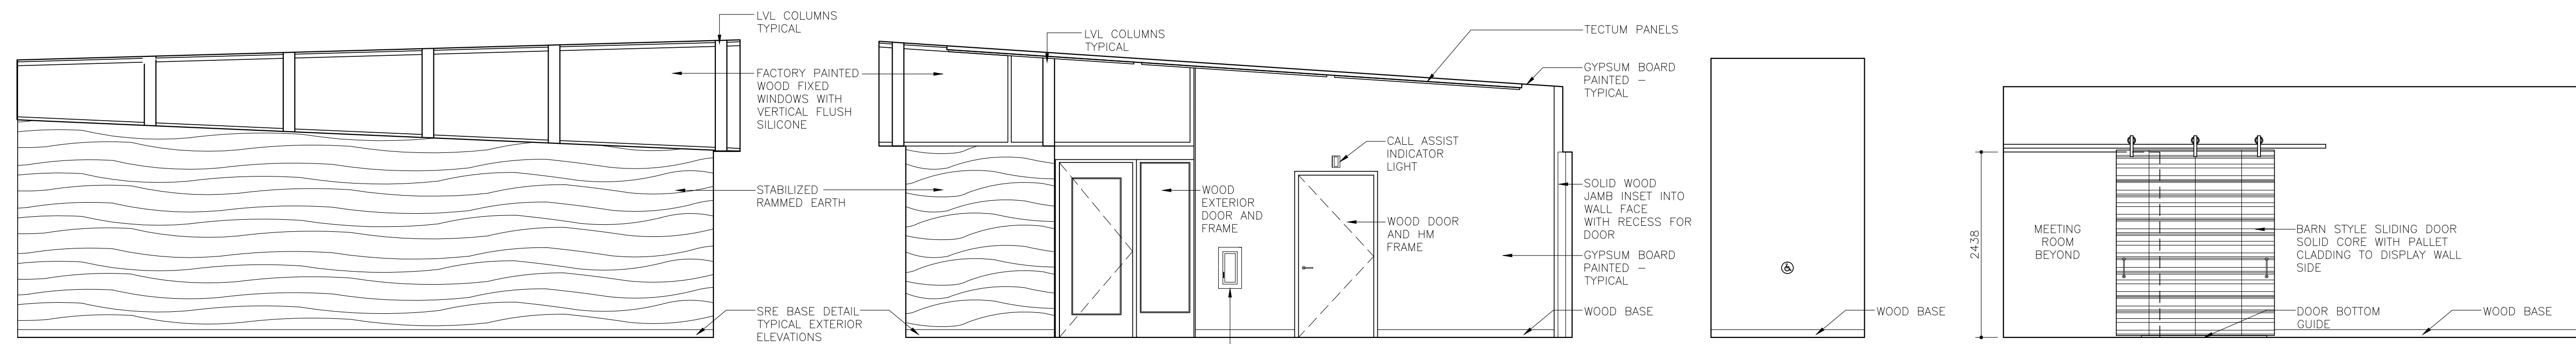 LVL COLUMNS
TYPICAL
FACTORY PAINTED
WOOD FIXED
WINDOWS WITH
VERTICAL FLUSH
SILICONE
STABILIZED
RAMMED EARTH
SRE BASE DETAIL
TYPICAL EXTERIOR
ELEVATIONS
LVL COLUMNS
TYPICAL
WOOD
EXTERIOR
DOOR AND
FRAME
CALL ASSIST
INDICATOR
LIGHT
WOOD DOOR
AND HM
FRAME
TECTUM PANELS
GYPSUM BOARD
PAINTED –
TYPICAL
SOLID WOOD
JAMB INSET INTO
WALL FACE
WITH RECESS FOR
DOOR
GYPSUM BOARD
PAINTED –
TYPICAL
WOOD BASE
WOOD BASE
2438
MEETING
ROOM
BEYOND
BARN STYLE SLIDING DOOR
SOLID CORE WITH PALLET
CLADDING TO DISPLAY WALL
SIDE
DOOR BOTTOM
GUIDE
WOOD BASE